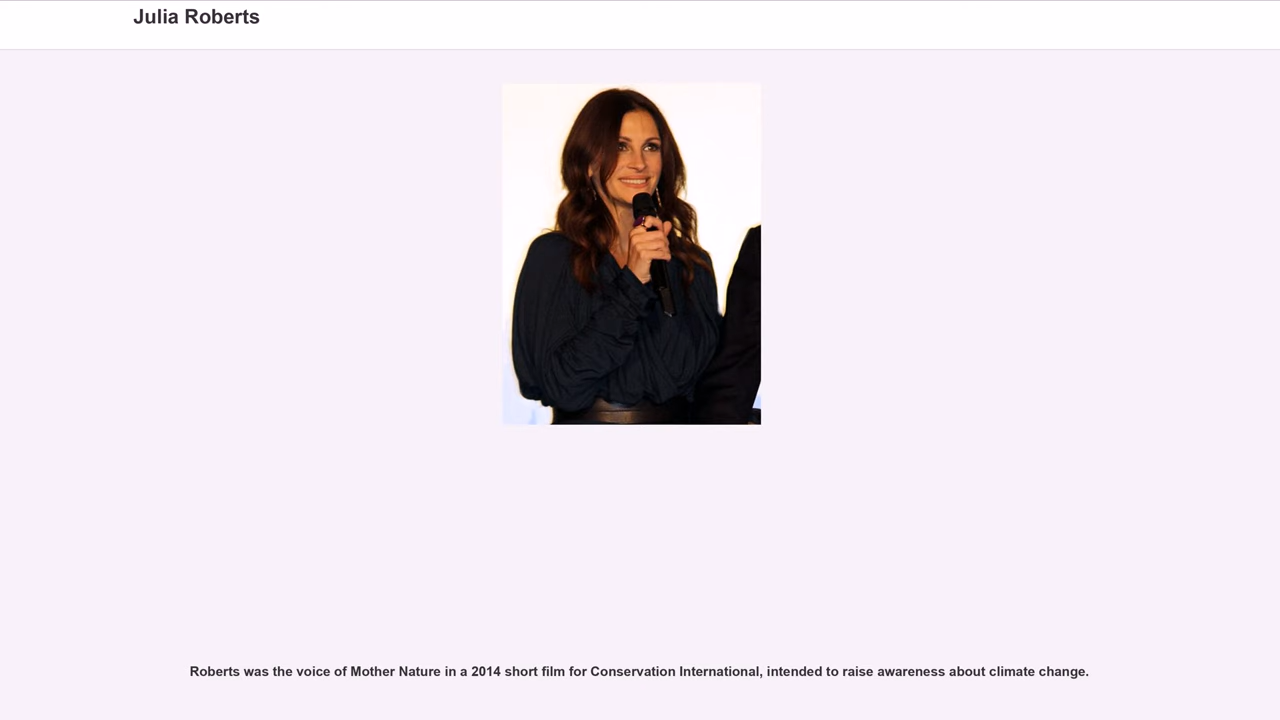 Julia Roberts
Roberts was the voice of Mother Nature in a 2014 short film for Conservation International, intended to raise awareness about climate change.